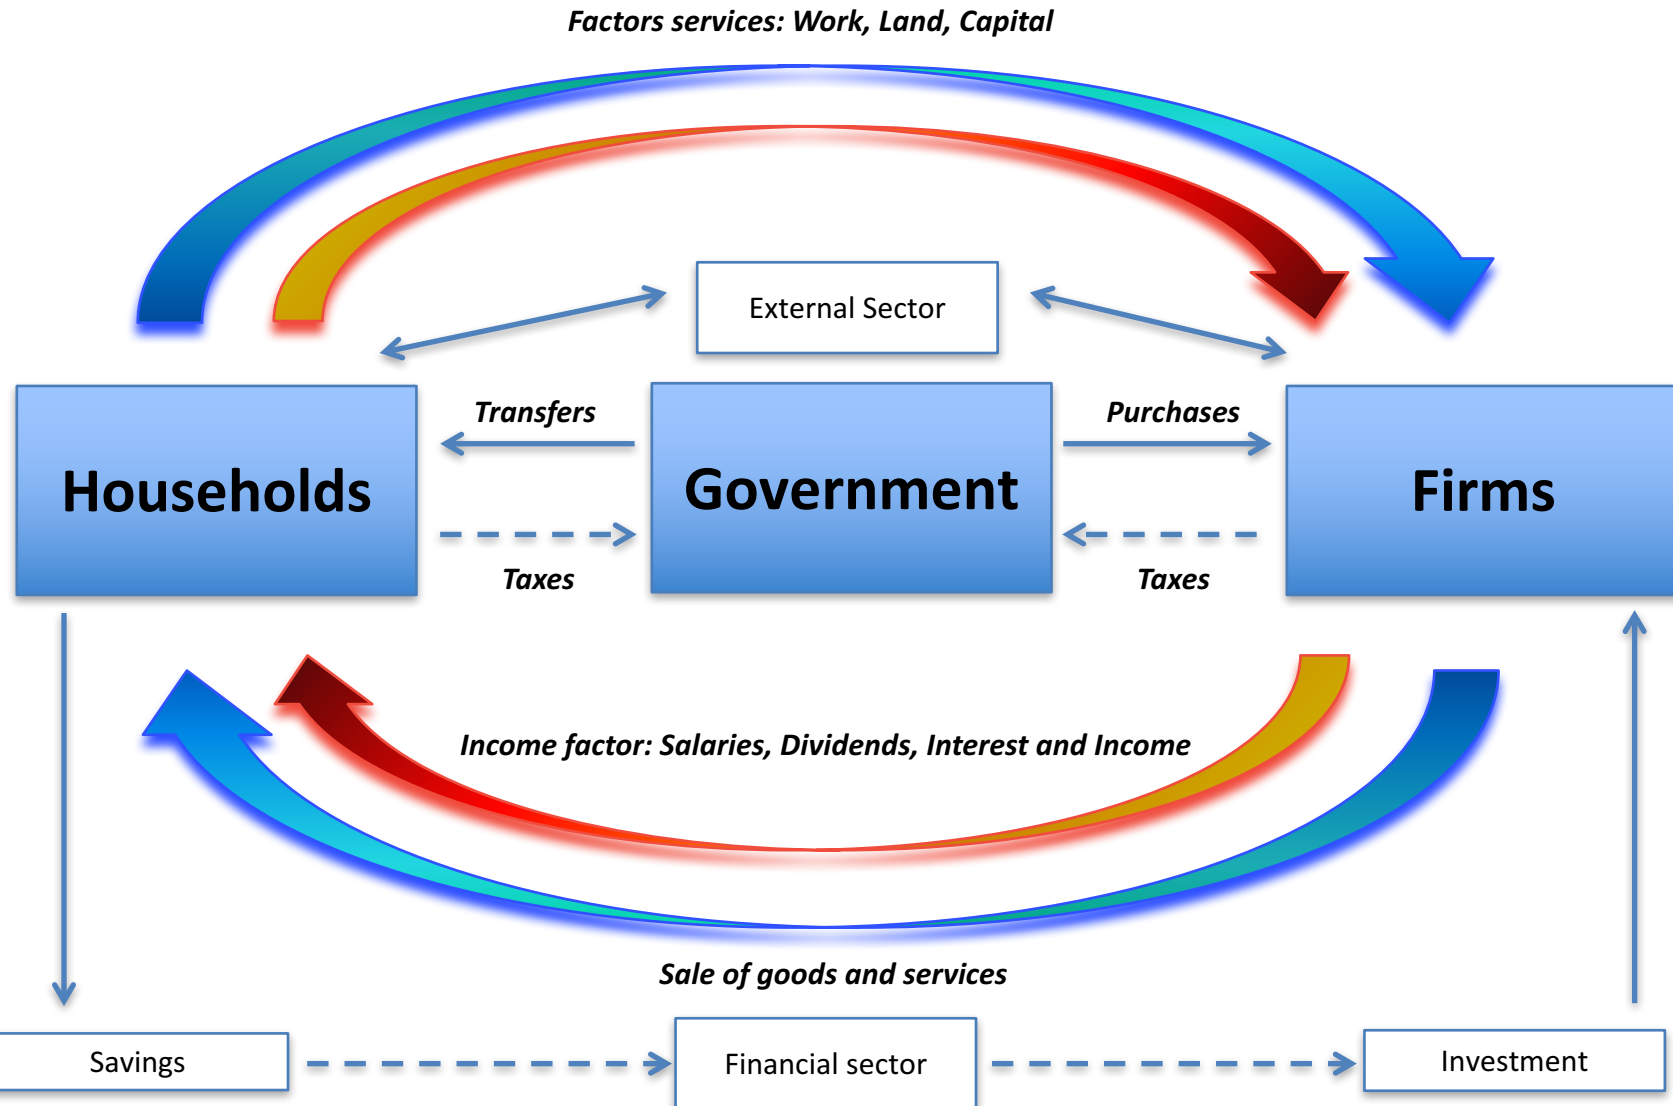 Factors services: Work, Land, Capital
External Sector
Transfers
Purchases
Households
Government
Firms
Taxes
Taxes
Income factor: Salaries, Dividends, Interest and Income
Sale of goods and services
Savings
Financial sector
Investment